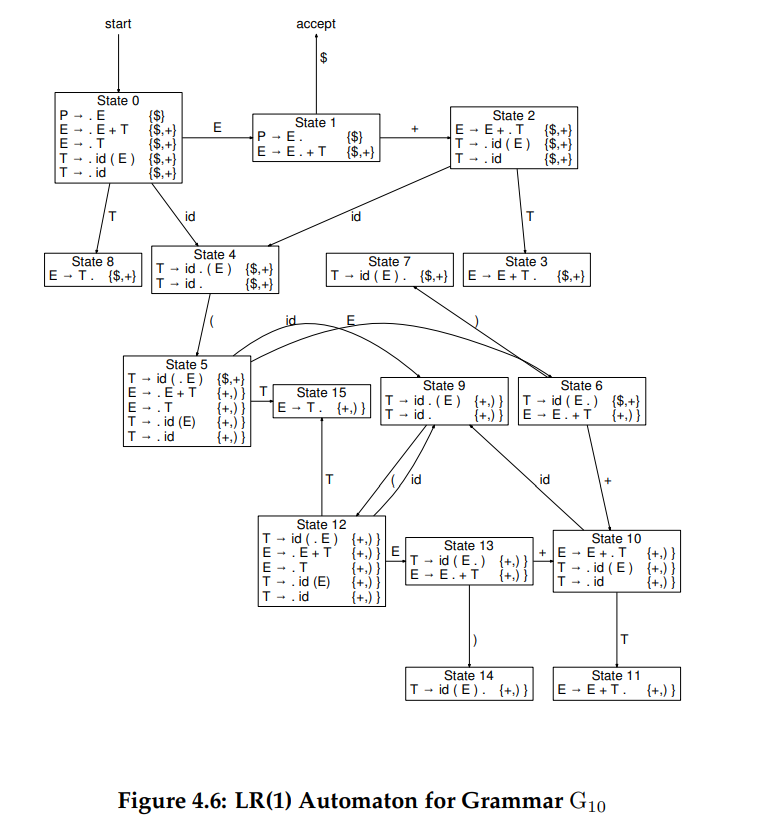 start
accept
$
State 0
P → . E {$}
E → . E + T {$,+}
E → . T {$,+}
T → . id ( E ) {$,+}
T → . id {$,+}
E
State 1
P → E . {$}
E → E . + T {$,+}
+
State 2
E → E + . T {$,+}
T → . id ( E ) {$,+}
T → . id {$,+}
T
id
id
T
State 8
E → T . {$,+}
State 4
T → id . ( E ) {$,+}
T → id . {$,+}
State 7
T → id ( E ) . {$,+}
State 3
E → E + T . {$,+}
(
id
E
)
State 5
T → id ( . E ) {$,+}
E → . E + T {+,) }
E → . T {+,) }
T → . id (E) {+,) }
T → . id {+,) }
T
State 15
E → T . {+,) }
State 9
T → id . ( E ) {+,) }
T → id . {+,) }
State 6
T → id ( E . ) {$,+}
E → E . + T {+,) }
T
(
id
id
+
State 12
T → id ( . E ) {+,) }
E → . E + T {+,) }
E → . T {+,) }
T → . id (E) {+,) }
T → . id {+,) }
E
State 13
T → id ( E . ) {+,) }
E → E . + T {+,) }
+
State 10
E → E + . T {+,) }
T → . id ( E ) {+,) }
T → . id {+,) }
)
T
State 14
T → id ( E ) . {+,) }
State 11
E → E + T . {+,) }
Figure 4.6: LR(1) Automaton for Grammar G₁₀